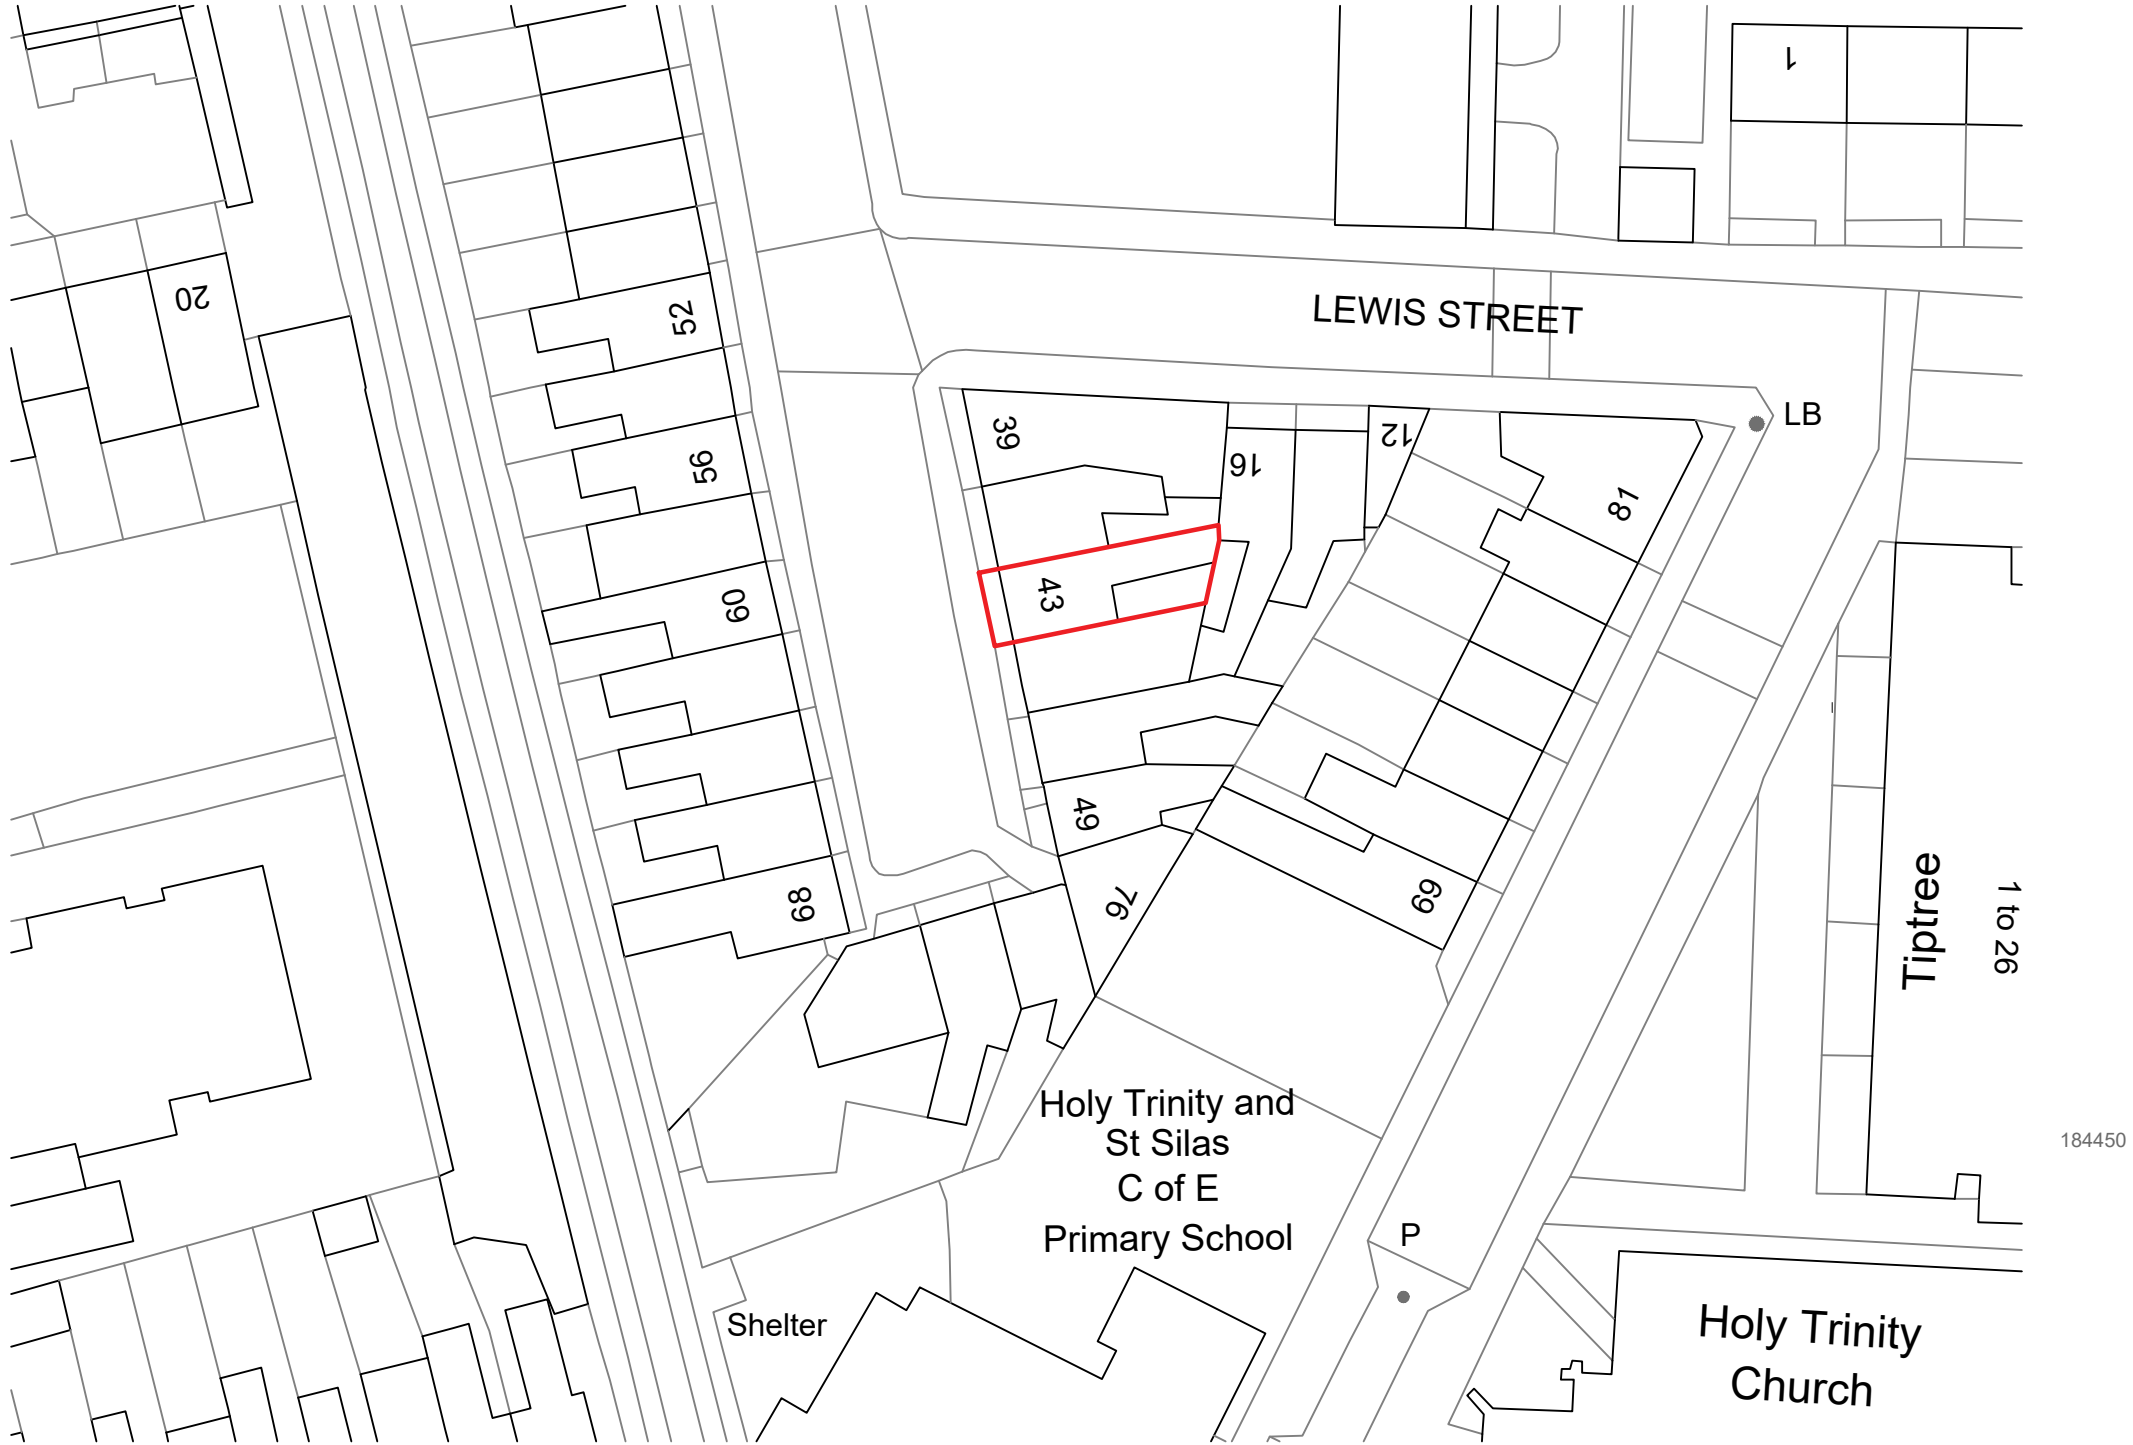 1
20
LEWIS STREET
52
39
LB
12
16
56
81
43
60
49
76
69
68
Tiptree
1 to 26
Holy Trinity and
St Silas
C of E
Primary School
184450
P
Shelter
Holy Trinity
Church